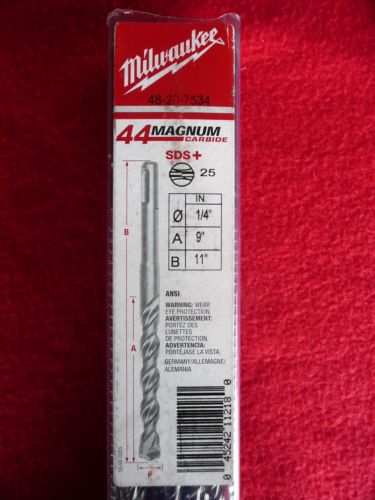 Milwaukee
48-20-7534
44 MAGNUM
CARBIDE
SDS+
25
IN.
Ø 1/4"
A 9"
B 11"
B
A
Ø
ANSI
WARNING: WEAR
EYE PROTECTION.
AVERTISSEMENT:
PORTEZ DES
LUNETTES
DE PROTECTION.
ADVERTENCIA:
PORTÉJASE LA VISTA.
GERMANY/ALLEMAGNE/
ALEMANIA
0 45242 11218 0